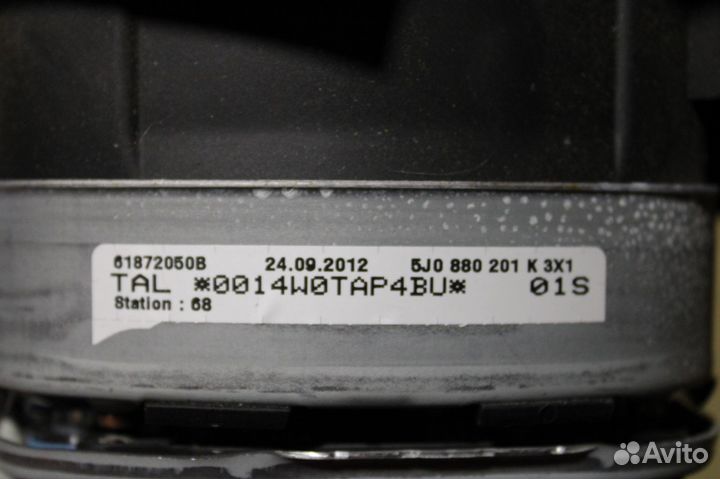 61872050B 24.09.2012 5J0 880 201 K 3X1
TAL *0014W0TAP4BU* 01S
Station : 68
Avito